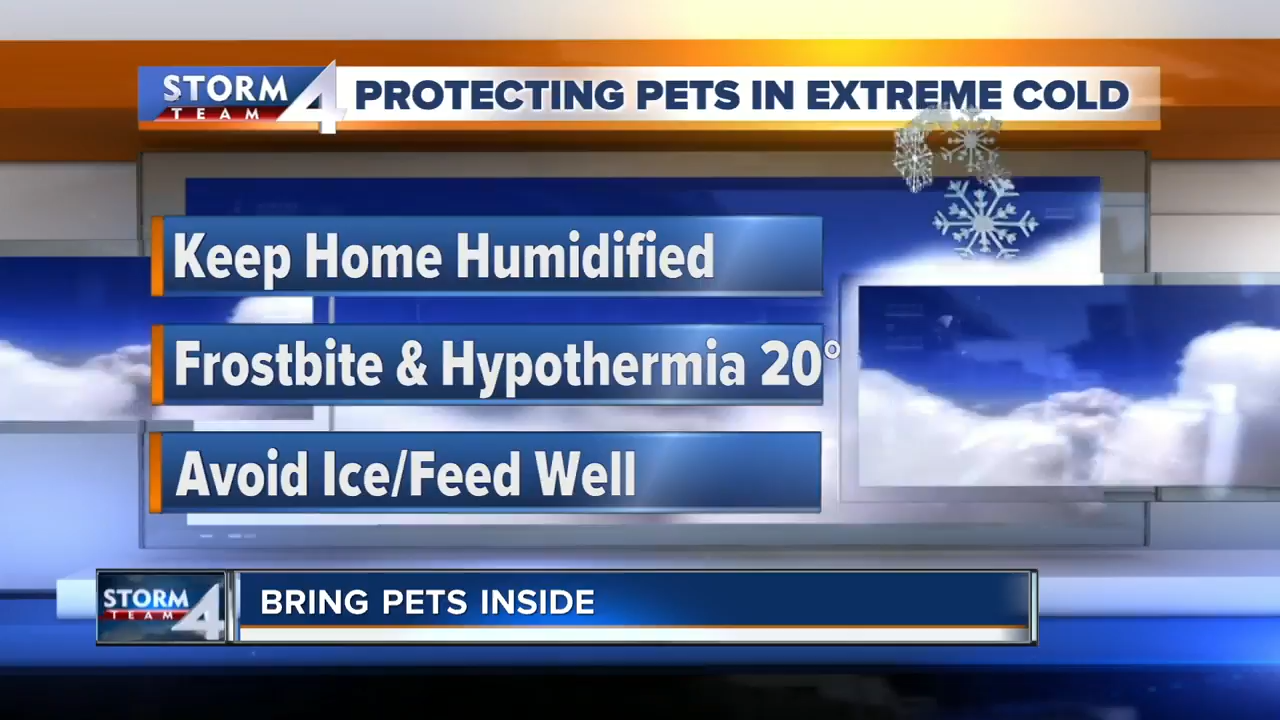 STORM TEAM 4
PROTECTING PETS IN EXTREME COLD
Keep Home Humidified
Frostbite & Hypothermia 20°
Avoid Ice/Feed Well
STORM TEAM 4
BRING PETS INSIDE